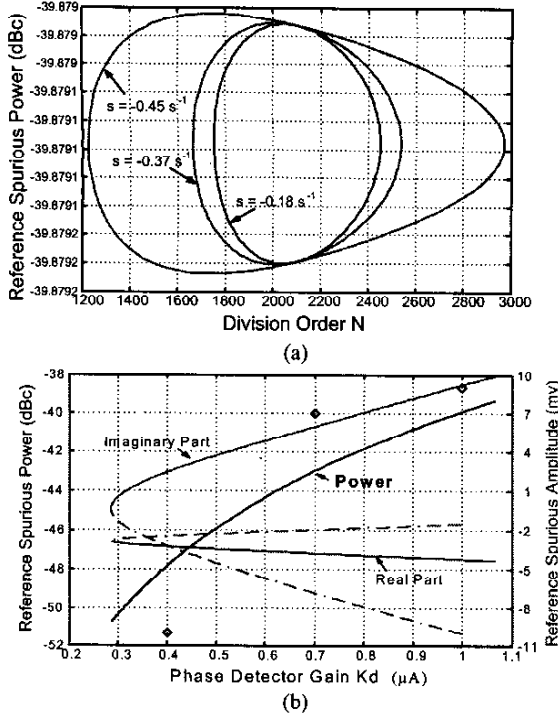 Reference Spurious Power (dBc)
-39.879
-39.879
-39.879
-39.8791
-39.8791
-39.8791
-39.8791
-39.8791
-39.8792
-39.8792
s = -0.45 s-1
s = -0.37 s-1
s = -0.18 s-1
1200 1400 1600 1800 2000 2200 2400 2600 2800 3000
Division Order N
(a)
Reference Spurious Power (dBc)
-38
-40
-42
-44
-46
-48
-50
-52
Imaginary Part
Power
Real Part
10
7
4
1
-2
-5
-8
-11
Reference Spurious Amplitude (mv)
0.2 0.3 0.4 0.5 0.6 0.7 0.8 0.9 1 1.1
Phase Detector Gain Kd (μA)
(b)